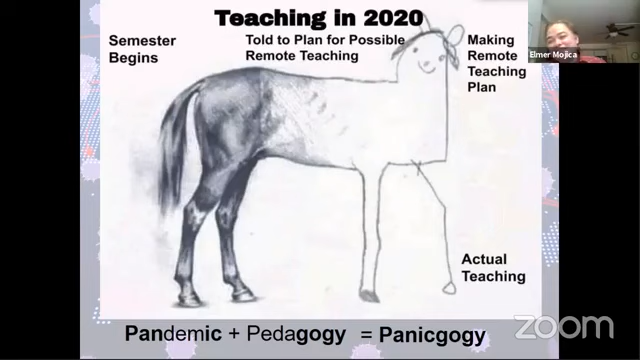 Teaching in 2020
Semester
Begins
Told to Plan for Possible
Remote Teaching
Making
Remote
Teaching
Plan
Elmer Mojica
Actual
Teaching
Pandemic + Pedagogy = Panicgogy
zoom